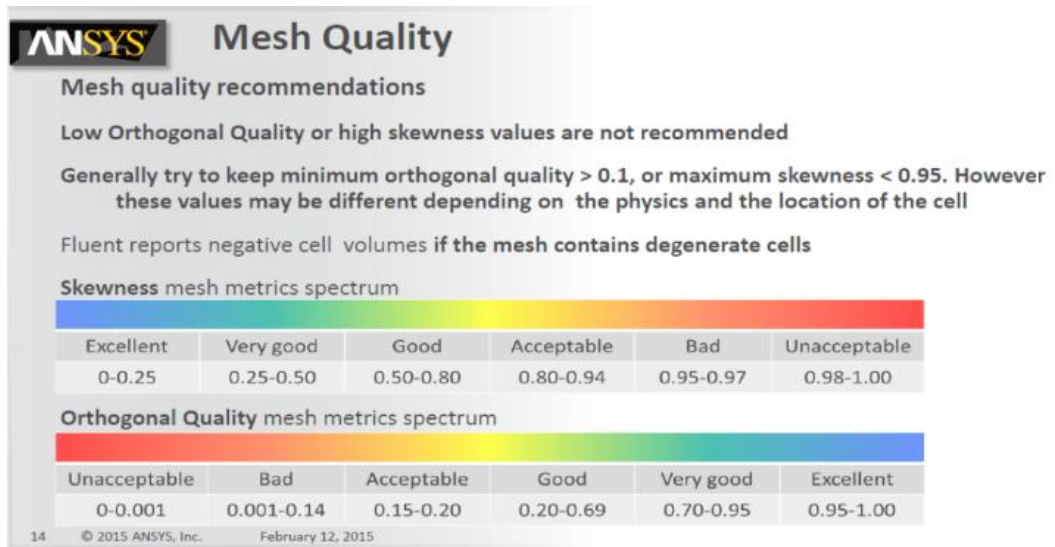 ANSYS Mesh Quality
Mesh quality recommendations
Low Orthogonal Quality or high skewness values are not recommended
Generally try to keep minimum orthogonal quality > 0.1, or maximum skewness < 0.95. However
these values may be different depending on the physics and the location of the cell
Fluent reports negative cell volumes if the mesh contains degenerate cells
Skewness mesh metrics spectrum
Excellent Very good Good Acceptable Bad Unacceptable
0-0.25 0.25-0.50 0.50-0.80 0.80-0.94 0.95-0.97 0.98-1.00
Orthogonal Quality mesh metrics spectrum
Unacceptable Bad Acceptable Good Very good Excellent
0-0.001 0.001-0.14 0.15-0.20 0.20-0.69 0.70-0.95 0.95-1.00
14 © 2015 ANSYS, Inc. February 12, 2015